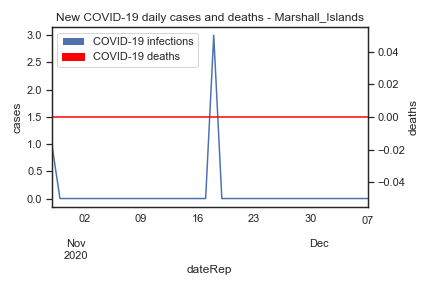 New COVID-19 daily cases and deaths - Marshall_Islands
COVID-19 infections
COVID-19 deaths
3.0
2.5
2.0
1.5
1.0
0.5
0.0
cases
0.04
0.02
0.00
−0.02
−0.04
deaths
02 09 16 23 30 07
Nov Dec
2020
dateRep